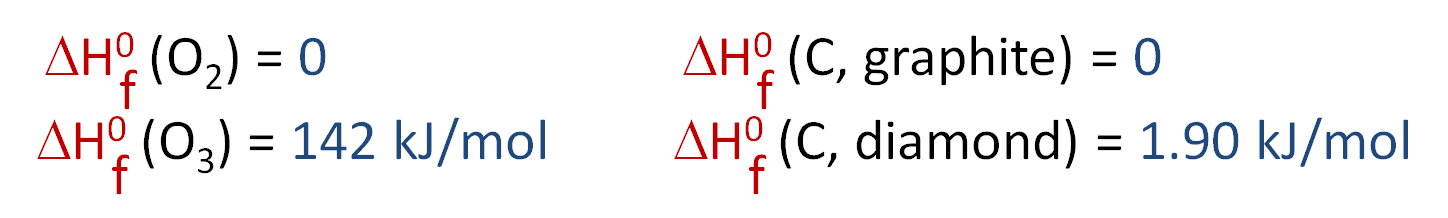 ΔH⁰f (O₂) = 0
ΔH⁰f (O₃) = 142 kJ/mol
ΔH⁰f (C, graphite) = 0
ΔH⁰f (C, diamond) = 1.90 kJ/mol